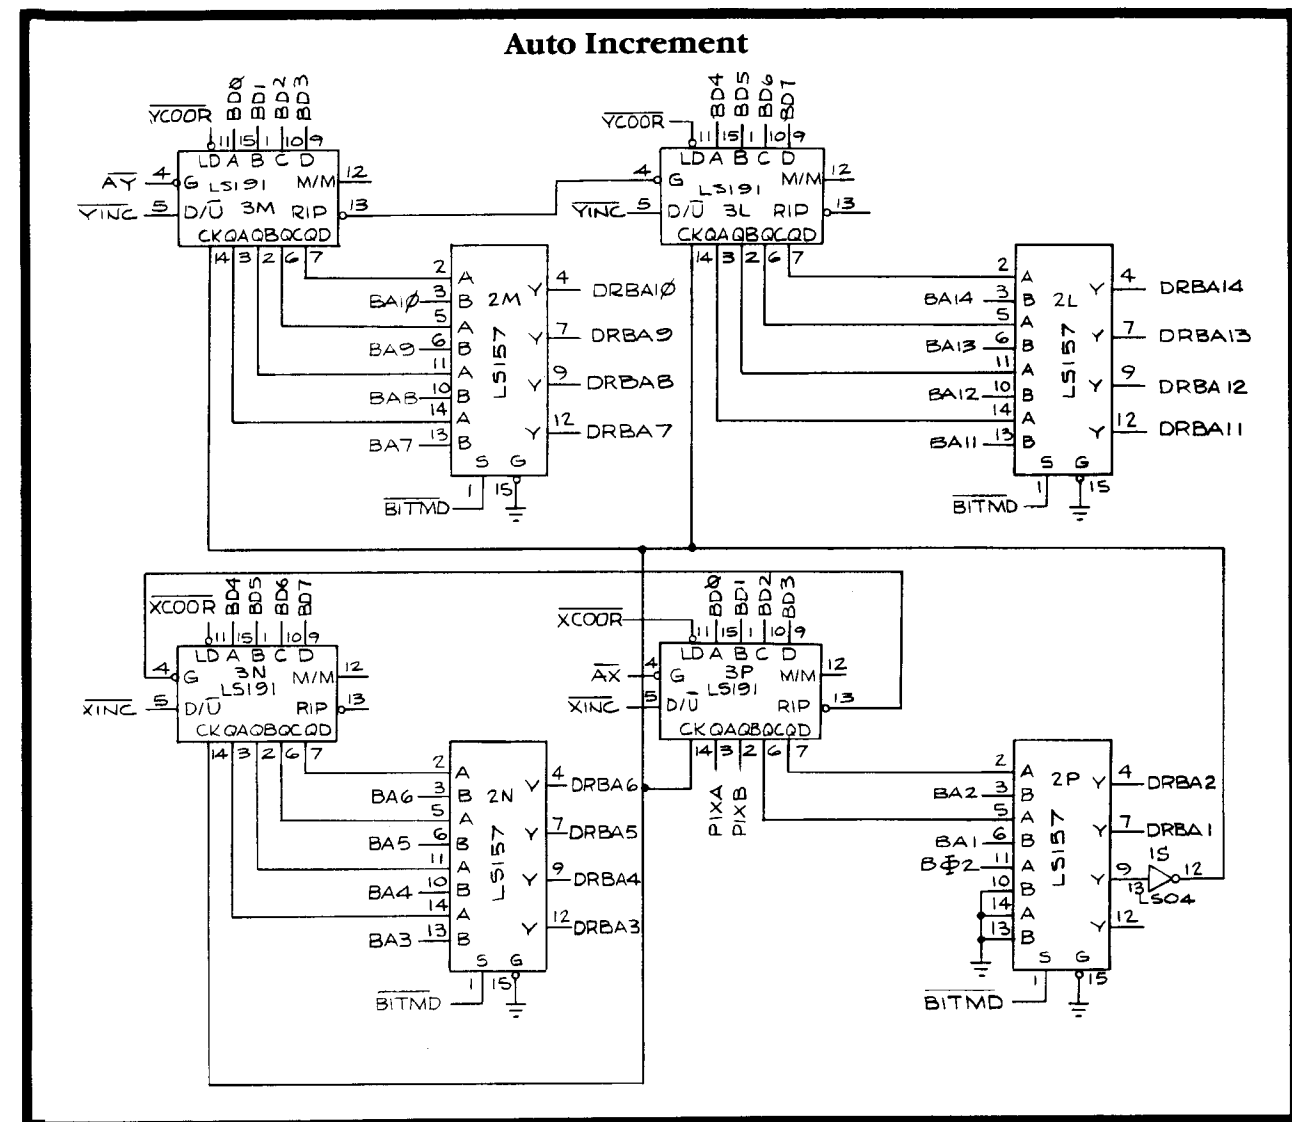 Auto Increment
YCOOR BD0 BD1 BD2 BD3
11 15 1 10 9
LD A B C D
AY 4 G LS191 M/M 12
YINC 5 D/U 3M RIP 13
CK QA QB QC QD
14 3 2 6 7
YCOOR BD4 BD5 BD6 BD7
11 15 1 10 9
LD A B C D
4 G LS191 M/M 12
YINC 5 D/U 3L RIP 13
CK QA QB QC QD
14 3 2 6 7
2 A 2M Y 4 DRBA10
BA10 3 B
5 A LS157 Y 7 DRBA9
BA9 6 B
11 A Y 9 DRBA8
BA8 10 B
14 A Y 12 DRBA7
BA7 13 B
S G
1 15
BITMD
2 A 2L Y 4 DRBA14
BA14 3 B
5 A LS157 Y 7 DRBA13
BA13 6 B
11 A Y 9 DRBA12
BA12 10 B
14 A Y 12 DRBA11
BA11 13 B
S G
1 15
BITMD
XCOOR BD4 BD5 BD6 BD7
11 15 1 10 9
LD A B C D
4 G 3N M/M 12
LS191
XINC 5 D/U RIP 13
CK QA QB QC QD
14 3 2 6 7
XCOOR BD0 BD1 BD2 BD3
11 15 1 10 9
LD A B C D
AX 4 G 3P M/M 12
LS191
XINC 5 D/U RIP 13
CK QA QB QC QD
14 3 2 6 7
PIXA PIXB
2 A 2N Y 4 DRBA6
BA6 3 B
5 A LS157 Y 7 DRBA5
BA5 6 B
11 A Y 9 DRBA4
BA4 10 B
14 A Y 12 DRBA3
BA3 13 B
S G
1 15
BITMD
2 A 2P Y 4 DRBA2
BA2 3 B
5 A LS157 Y 7 DRBA1
BA1 6 B
BΦ2 11 A Y 9 13 1S 12
LS04
10 B
14 A Y 12
13 B
S G
1 15
BITMD